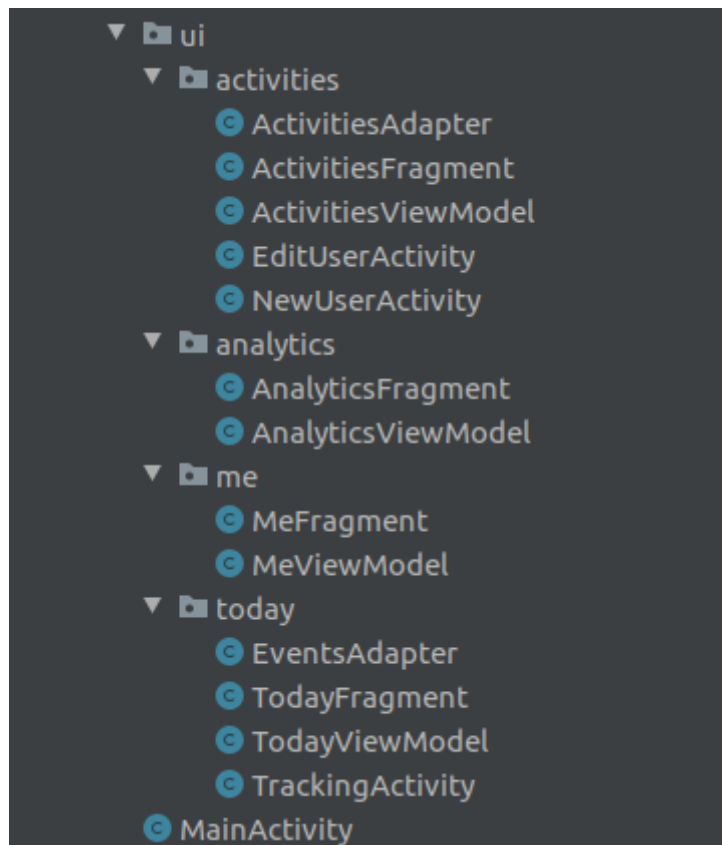 ui
activities
ActivitiesAdapter
ActivitiesFragment
ActivitiesViewModel
EditUserActivity
NewUserActivity
analytics
AnalyticsFragment
AnalyticsViewModel
me
MeFragment
MeViewModel
today
EventsAdapter
TodayFragment
TodayViewModel
TrackingActivity
MainActivity